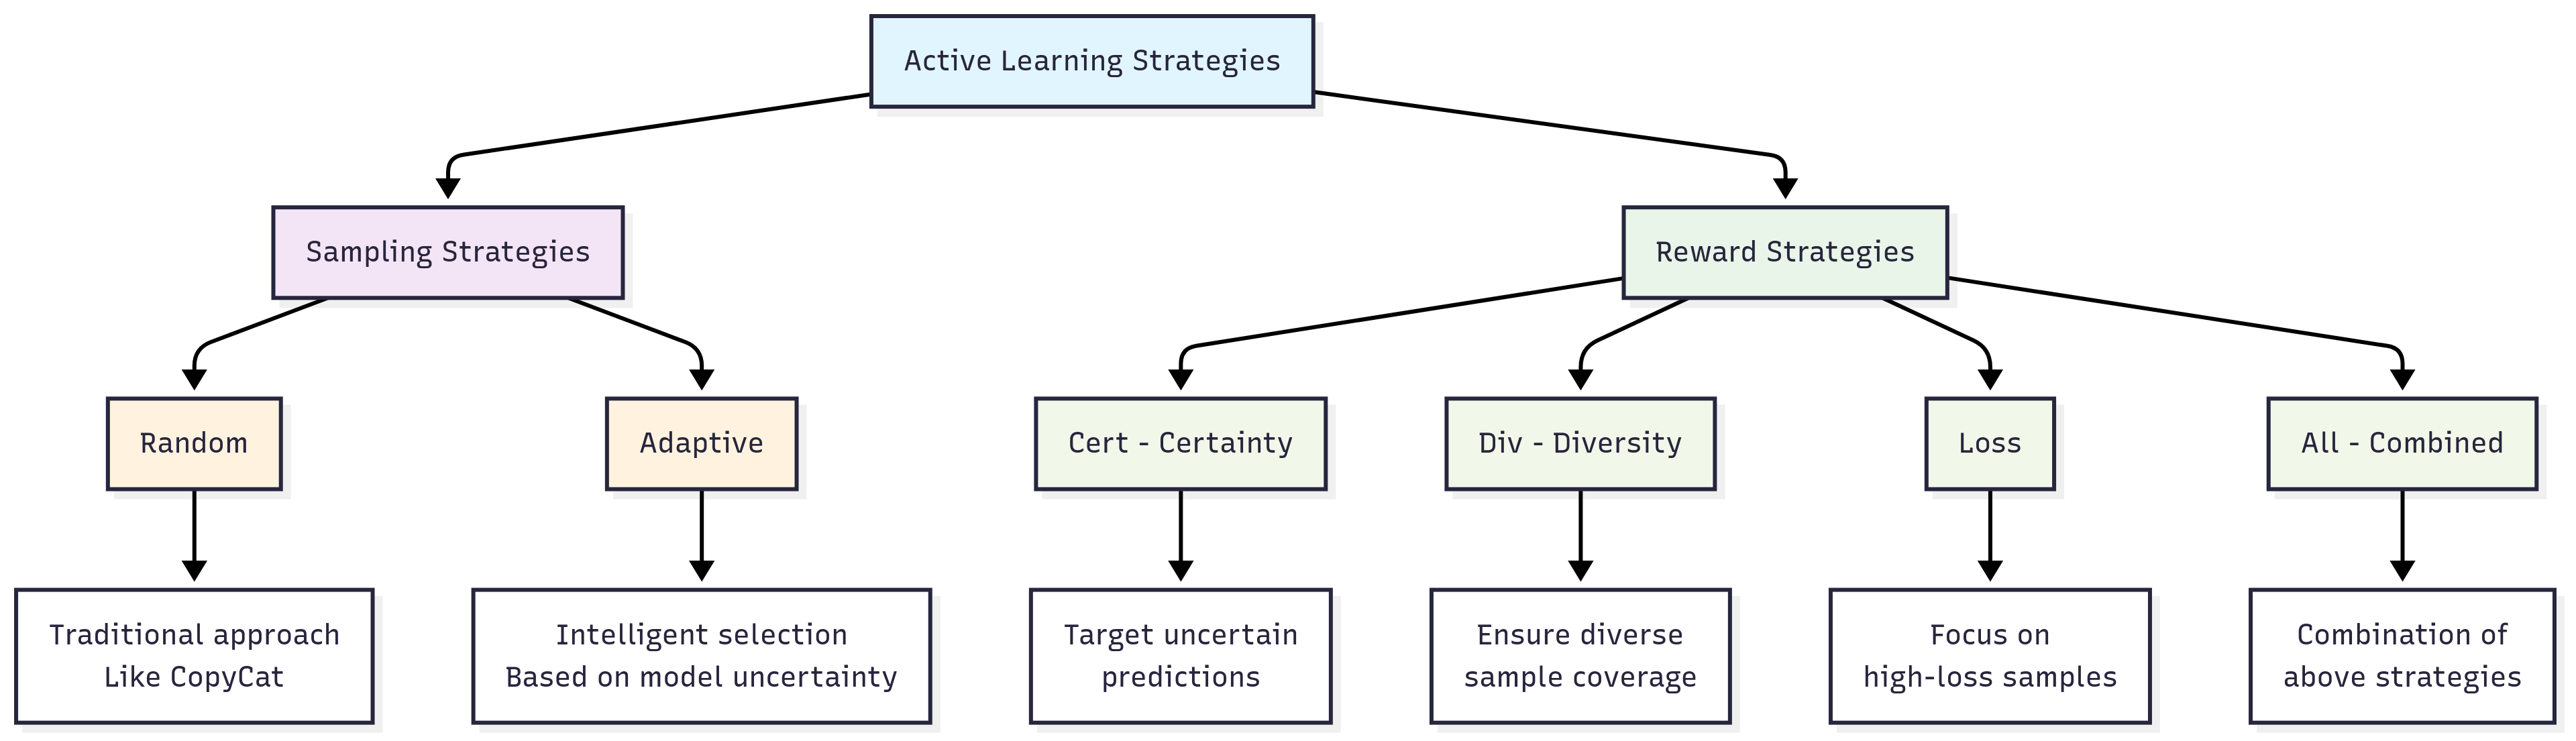 Active Learning Strategies
Sampling Strategies
Reward Strategies
Random
Adaptive
Cert - Certainty
Div - Diversity
Loss
All - Combined
Traditional approach
Like CopyCat
Intelligent selection
Based on model uncertainty
Target uncertain
predictions
Ensure diverse
sample coverage
Focus on
high-loss samples
Combination of
above strategies